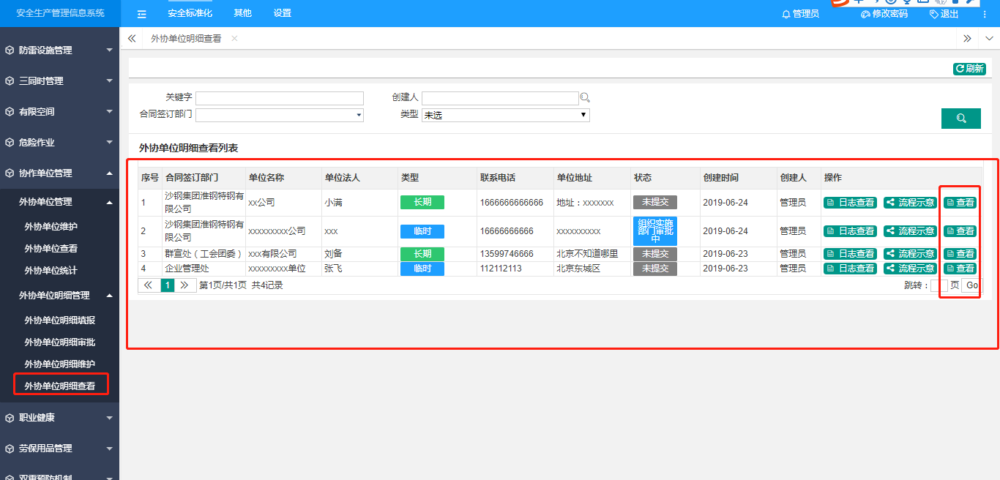 安全生产管理信息系统
安全标准化 其他 设置 管理员 修改密码 退出
外协单位明细查看
防雷设施管理
三同时管理
有限空间
危险作业
协作单位管理
外协单位管理
外协单位维护
外协单位查看
外协单位统计
外协单位明细管理
外协单位明细填报
外协单位明细审批
外协单位明细维护
外协单位明细查看
职业健康
劳保用品管理
双重预防机制
刷新
关键字 创建人
合同签订部门 类型 未选
外协单位明细查看列表
序号 合同签订部门 单位名称 单位法人 类型 联系电话 单位地址 状态 创建时间 创建人 操作
1 沙钢集团淮钢特钢有 xx公司 小满 长期 1666666666666 地址：xxxxxxx 未提交 2019-06-24 管理员 日志查看 流程示意 查看
限公司
2 沙钢集团淮钢特钢有 xxxxxxxxx公司 xxx 临时 16666666666 xxxxxxxxxx 组织实施 2019-06-24 管理员 日志查看 流程示意 查看
限公司 部门审批
中
3 群宣处（工会团委） xxx有限公司 刘备 长期 13599746666 北京不知道哪里 未提交 2019-06-23 管理员 日志查看 流程示意 查看
4 企业管理处 xxxxxxxxx单位 张飞 临时 112112113 北京东城区 未提交 2019-06-23 管理员 日志查看 流程示意 查看
1 第1页/共1页 共4记录 跳转： 页 Go